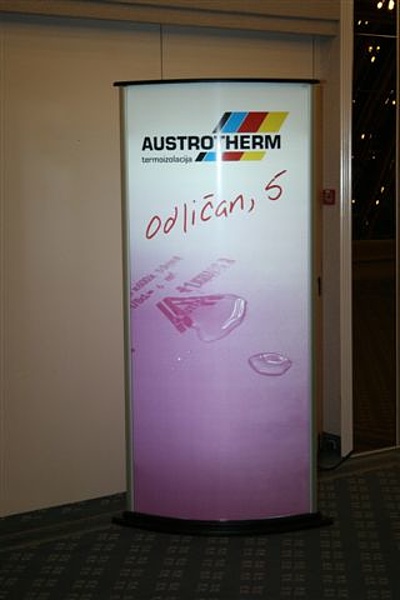 AUSTROTHERM
termoizolacija
odličan, 5